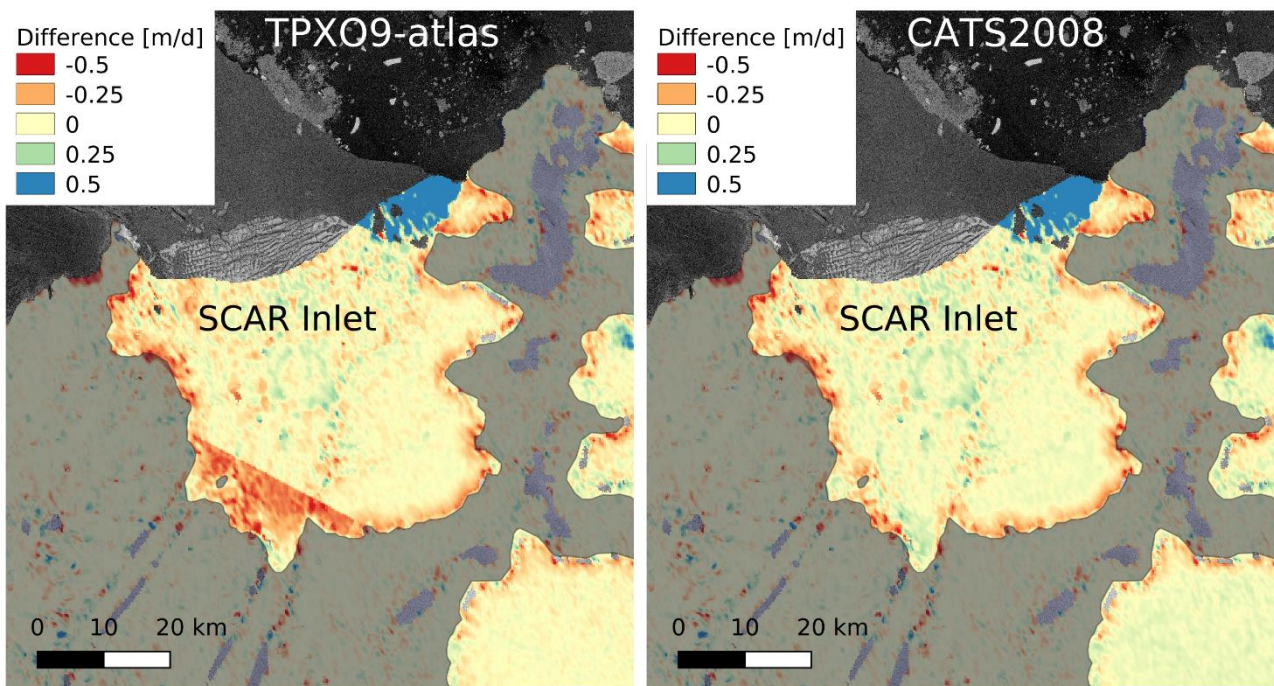 TPXO9-atlas
Difference [m/d]
-0.5
-0.25
0
0.25
0.5
SCAR Inlet
0 10 20 km
CATS2008
Difference [m/d]
-0.5
-0.25
0
0.25
0.5
SCAR Inlet
0 10 20 km